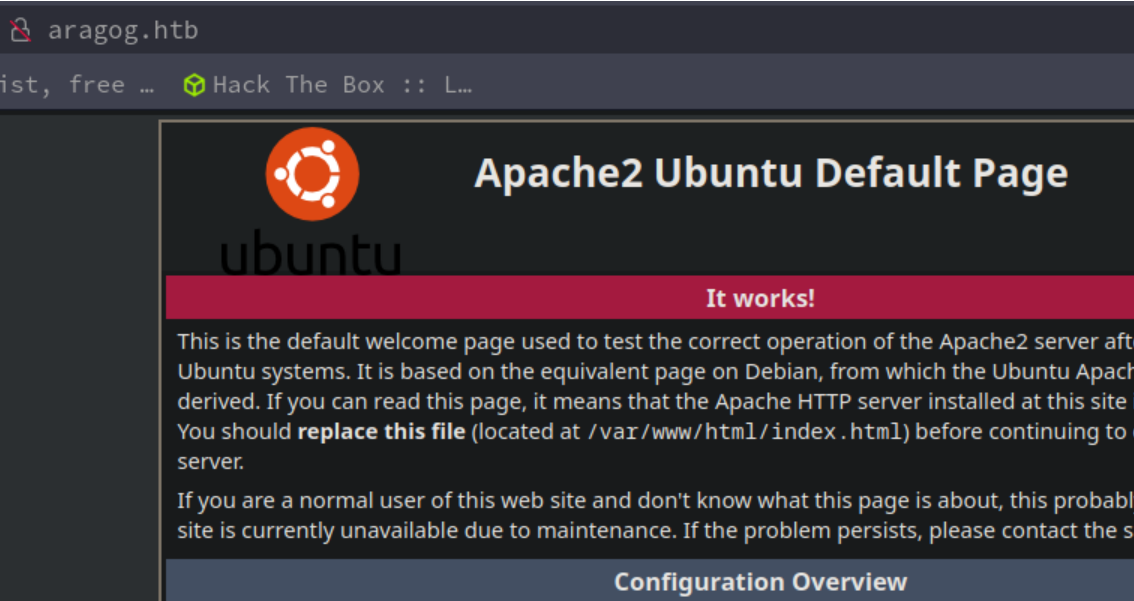 aragog.htb
ist, free …
Hack The Box :: L…
Apache2 Ubuntu Default Page
ubuntu
It works!
This is the default welcome page used to test the correct operation of the Apache2 server
Ubuntu systems. It is based on the equivalent page on Debian, from which the Ubuntu
derived. If you can read this page, it means that the Apache HTTP server installed at this site
You should replace this file (located at /var/www/html/index.html) before continuing to
server.
If you are a normal user of this web site and don't know what this page is about, this
site is currently unavailable due to maintenance. If the problem persists, please contact the
Configuration Overview